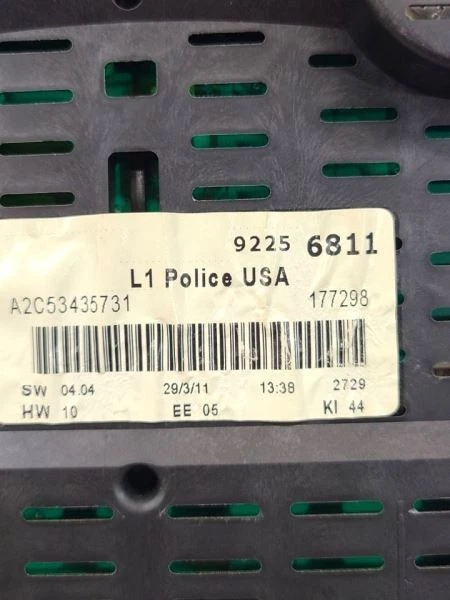 9225 6811
L1 Police USA
A2C53435731 177298
SW 04.04 29/3/11 13:38 2729
HW 10 EE 05 KI 44